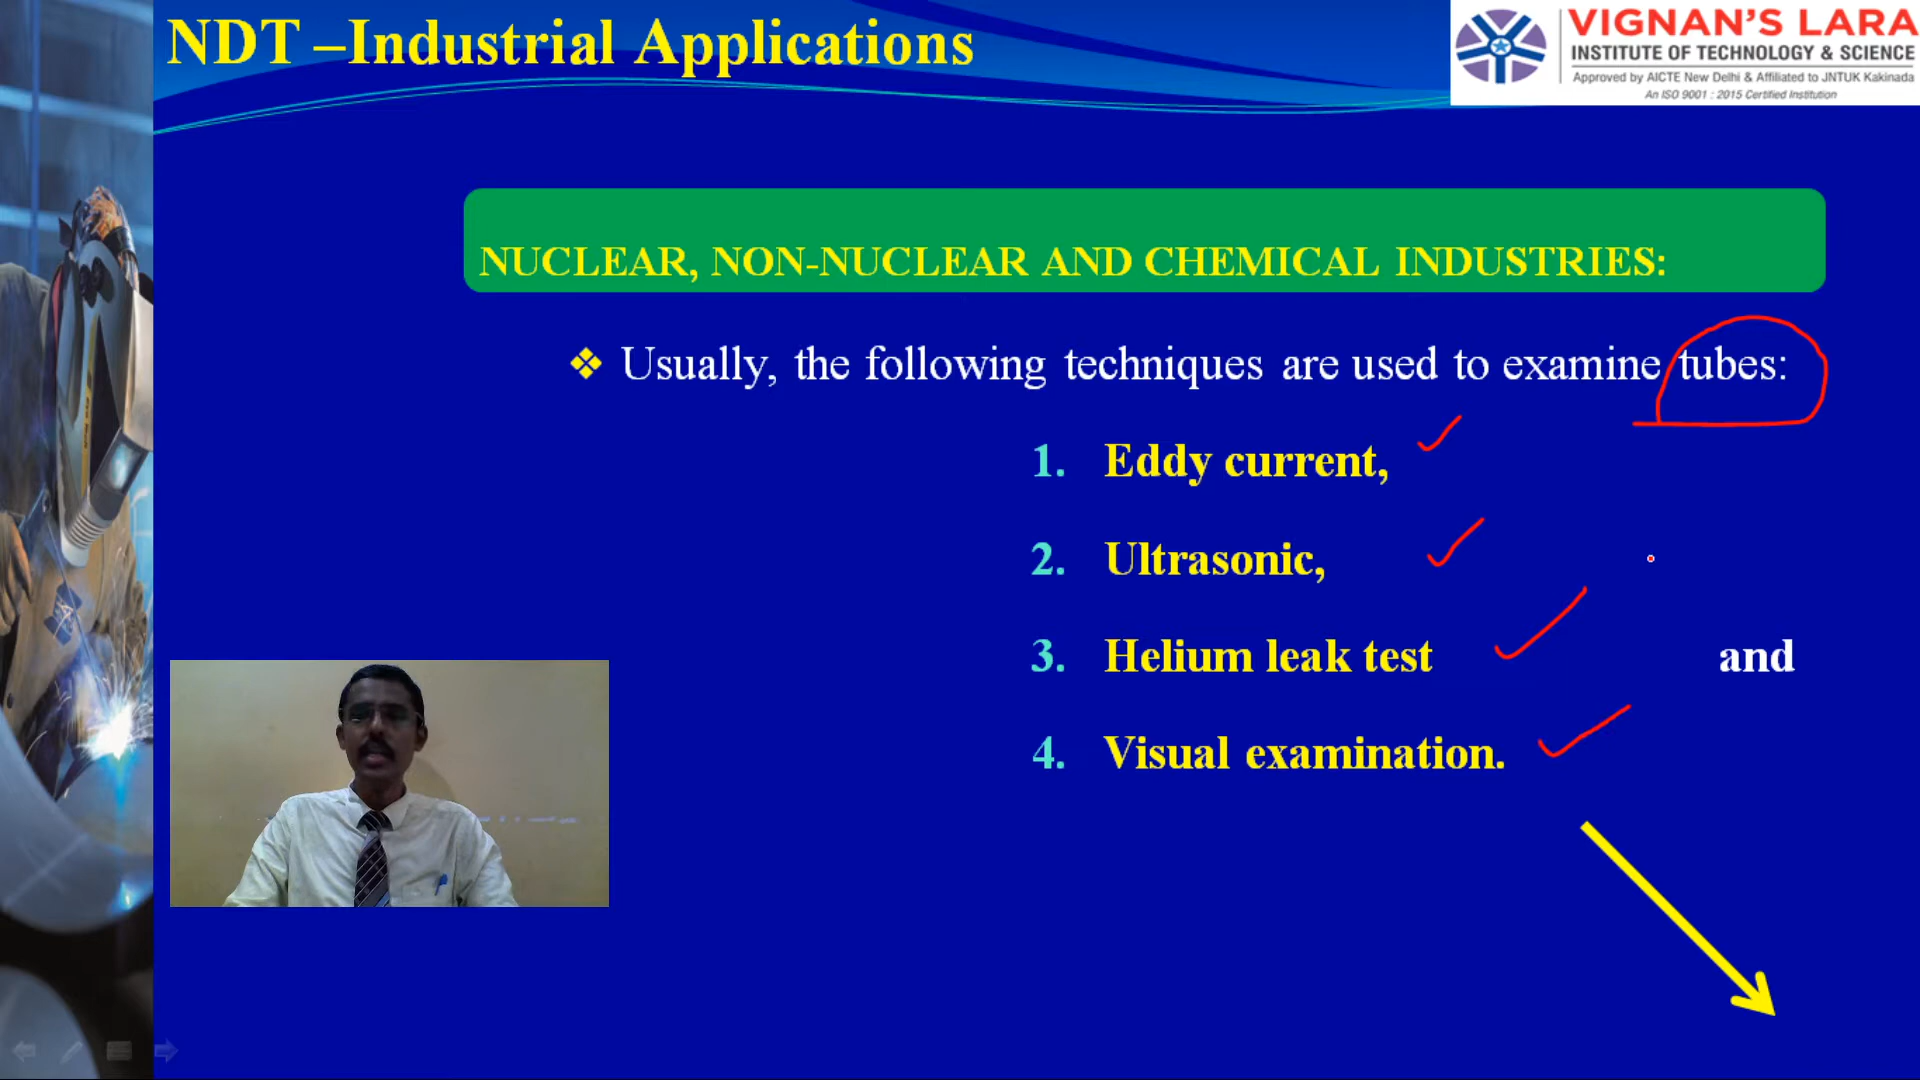 NDT –Industrial Applications
VIGNAN'S LARA
INSTITUTE OF TECHNOLOGY & SCIENCE
Approved by AICTE New Delhi & Affiliated to JNTUK Kakinada
An ISO 9001 : 2015 Certified Institution
NUCLEAR, NON-NUCLEAR AND CHEMICAL INDUSTRIES:
❖ Usually, the following techniques are used to examine tubes:
1. Eddy current,
2. Ultrasonic,
3. Helium leak test and
4. Visual examination.